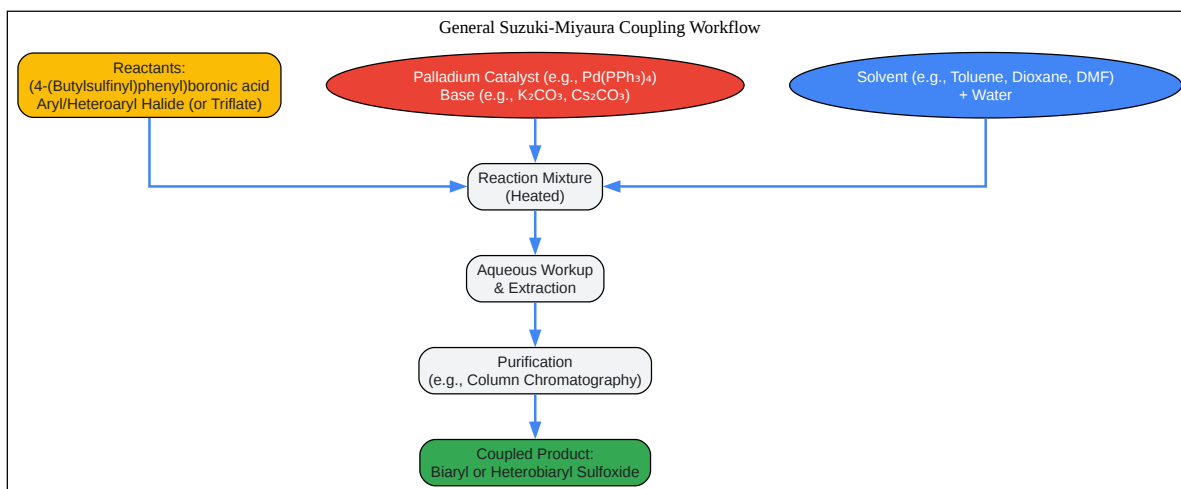 General Suzuki-Miyaura Coupling Workflow
Reactants:
(4-(Butylsulfinyl)phenyl)boronic acid
Aryl/Heteroaryl Halide (or Triflate)
Palladium Catalyst (e.g., Pd(PPh₃)₄)
Base (e.g., K₂CO₃, Cs₂CO₃)
Solvent (e.g., Toluene, Dioxane, DMF)
+ Water
Reaction Mixture
(Heated)
Aqueous Workup
& Extraction
Purification
(e.g., Column Chromatography)
Coupled Product:
Biaryl or Heterobiaryl Sulfoxide